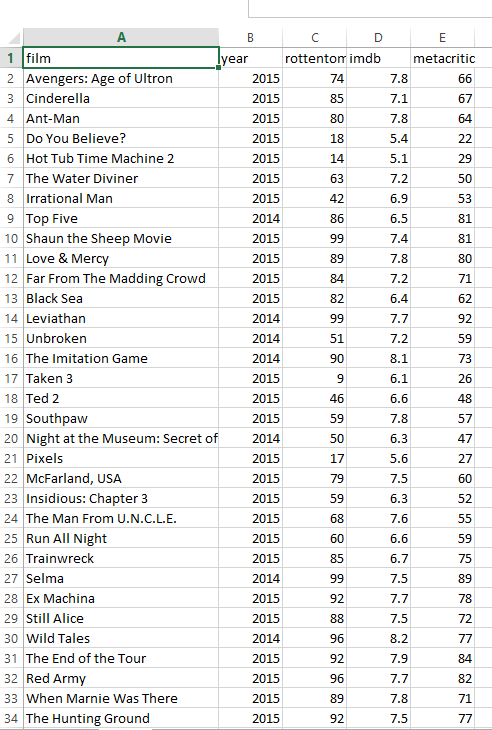 A B C D E
1 film year rottentom imdb metacritic
2 Avengers: Age of Ultron 2015 74 7.8 66
3 Cinderella 2015 85 7.1 67
4 Ant-Man 2015 80 7.8 64
5 Do You Believe? 2015 18 5.4 22
6 Hot Tub Time Machine 2 2015 14 5.1 29
7 The Water Diviner 2015 63 7.2 50
8 Irrational Man 2015 42 6.9 53
9 Top Five 2014 86 6.5 81
10 Shaun the Sheep Movie 2015 99 7.4 81
11 Love & Mercy 2015 89 7.8 80
12 Far From The Madding Crowd 2015 84 7.2 71
13 Black Sea 2015 82 6.4 62
14 Leviathan 2014 99 7.7 92
15 Unbroken 2014 51 7.2 59
16 The Imitation Game 2014 90 8.1 73
17 Taken 3 2015 9 6.1 26
18 Ted 2 2015 46 6.6 48
19 Southpaw 2015 59 7.8 57
20 Night at the Museum: Secret of 2014 50 6.3 47
21 Pixels 2015 17 5.6 27
22 McFarland, USA 2015 79 7.5 60
23 Insidious: Chapter 3 2015 59 6.3 52
24 The Man From U.N.C.L.E. 2015 68 7.6 55
25 Run All Night 2015 60 6.6 59
26 Trainwreck 2015 85 6.7 75
27 Selma 2014 99 7.5 89
28 Ex Machina 2015 92 7.7 78
29 Still Alice 2015 88 7.5 72
30 Wild Tales 2014 96 8.2 77
31 The End of the Tour 2015 92 7.9 84
32 Red Army 2015 96 7.7 82
33 When Marnie Was There 2015 89 7.8 71
34 The Hunting Ground 2015 92 7.5 77